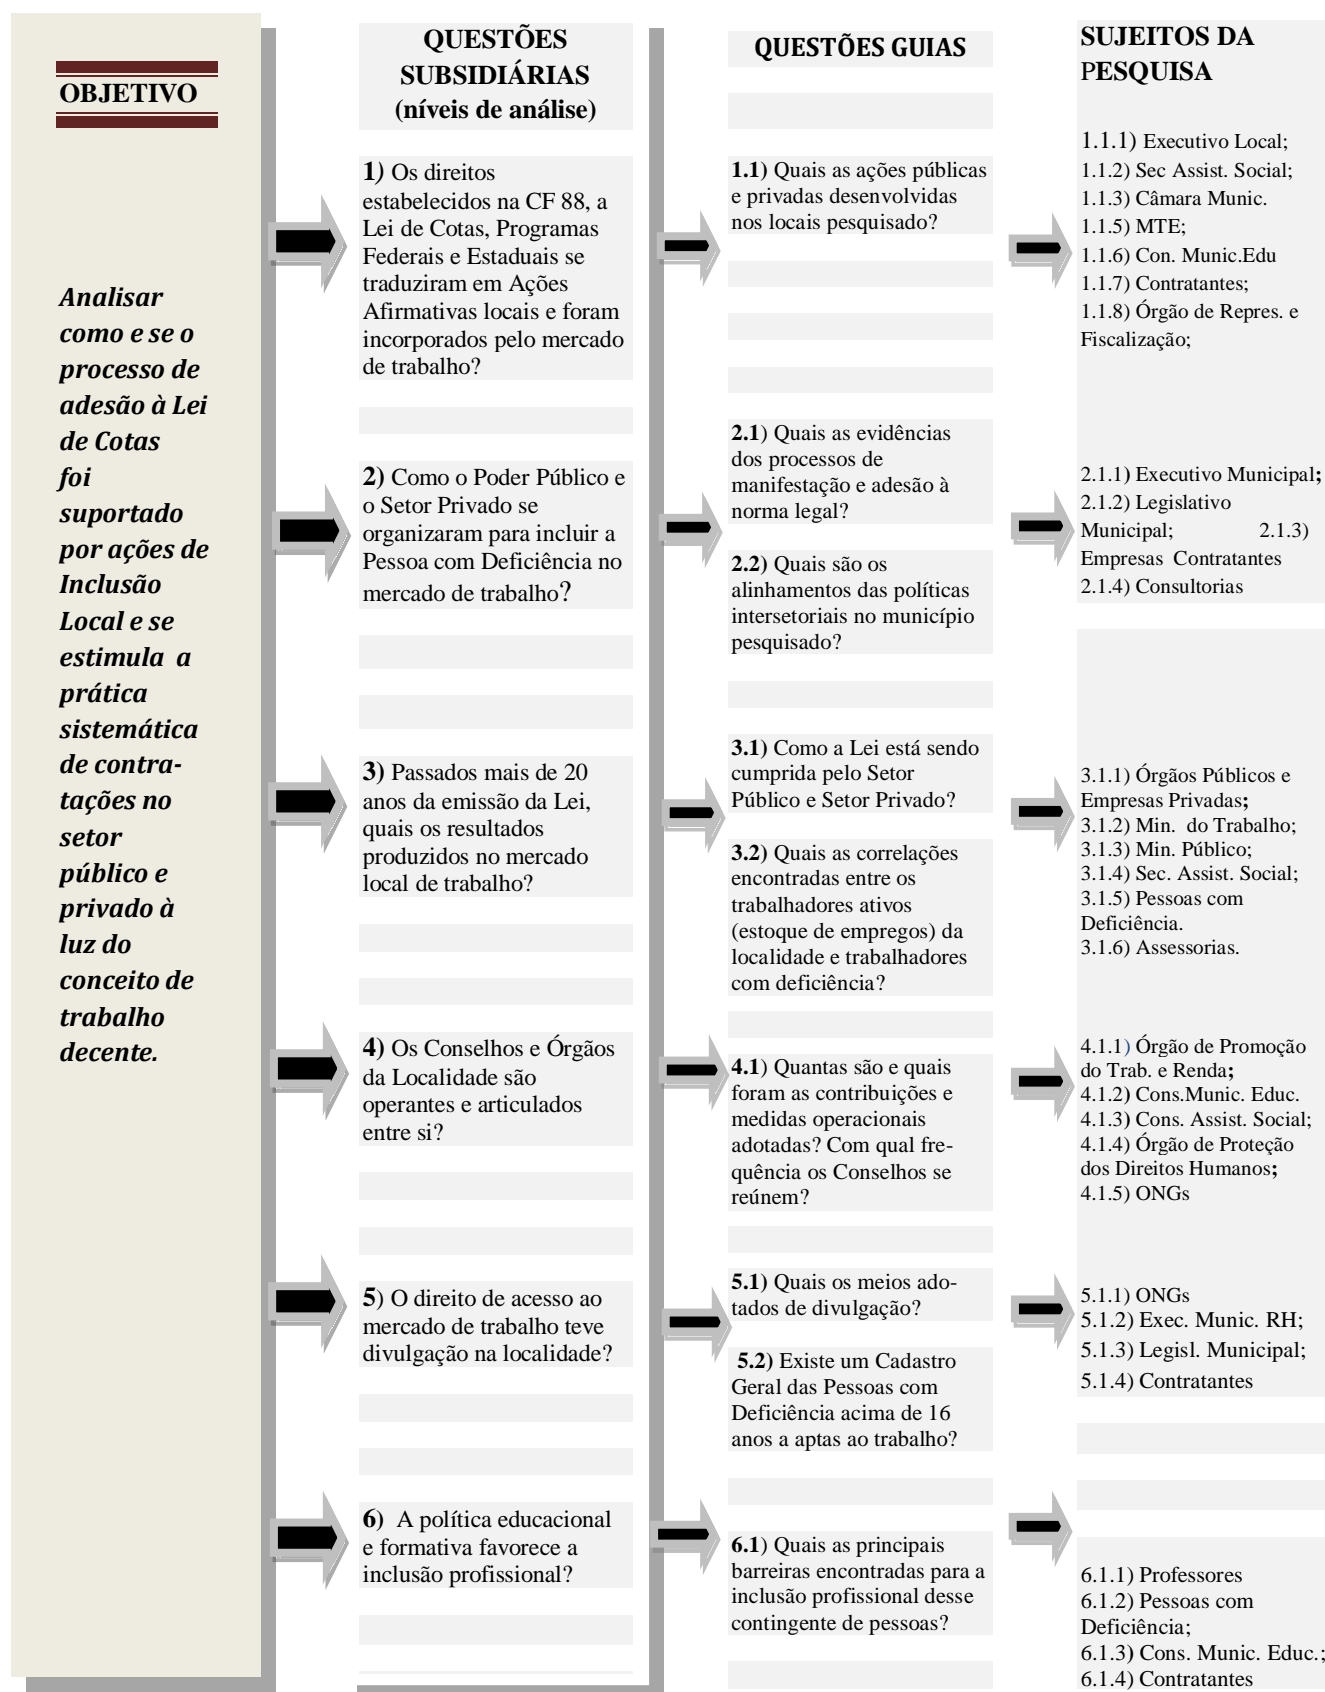 OBJETIVO
Analisar
como e se o
processo de
adesão à Lei
de Cotas
foi
suportado
por ações de
Inclusão
Local e se
estimula a
prática
sistemática
de contra-
tações no
setor
público e
privado à
luz do
conceito de
trabalho
decente.
QUESTÕES
SUBSIDIÁRIAS
(níveis de análise)
1) Os direitos
estabelecidos na CF 88, a
Lei de Cotas, Programas
Federais e Estaduais se
traduziram em Ações
Afirmativas locais e foram
incorporados pelo mercado
de trabalho?
2) Como o Poder Público e
o Setor Privado se
organizaram para incluir a
Pessoa com Deficiência no
mercado de trabalho?
3) Passados mais de 20
anos da emissão da Lei,
quais os resultados
produzidos no mercado
local de trabalho?
4) Os Conselhos e Órgãos
da Localidade são
operantes e articulados
entre si?
5) O direito de acesso ao
mercado de trabalho teve
divulgação na localidade?
6) A política educacional
e formativa favorece a
inclusão profissional?
QUESTÕES GUIAS
1.1) Quais as ações públicas
e privadas desenvolvidas
nos locais pesquisado?
2.1) Quais as evidências
dos processos de
manifestação e adesão à
norma legal?
2.2) Quais são os
alinhamentos das políticas
intersetoriais no município
pesquisado?
3.1) Como a Lei está sendo
cumprida pelo Setor
Público e Setor Privado?
3.2) Quais as correlações
encontradas entre os
trabalhadores ativos
(estoque de empregos) da
localidade e trabalhadores
com deficiência?
4.1) Quantas são e quais
foram as contribuições e
medidas operacionais
adotadas? Com qual fre-
quência os Conselhos se
reúnem?
5.1) Quais os meios ado-
tados de divulgação?
5.2) Existe um Cadastro
Geral das Pessoas com
Deficiência acima de 16
anos a aptas ao trabalho?
6.1) Quais as principais
barreiras encontradas para a
inclusão profissional desse
contingente de pessoas?
SUJEITOS DA
PESQUISA
1.1.1) Executivo Local;
1.1.2) Sec Assist. Social;
1.1.3) Câmara Munic.
1.1.5) MTE;
1.1.6) Con. Munic.Edu
1.1.7) Contratantes;
1.1.8) Órgão de Repres. e
Fiscalização;
2.1.1) Executivo Municipal;
2.1.2) Legislativo
Municipal; 2.1.3)
Empresas Contratantes
2.1.4) Consultorias
3.1.1) Órgãos Públicos e
Empresas Privadas;
3.1.2) Min. do Trabalho;
3.1.3) Min. Público;
3.1.4) Sec. Assist. Social;
3.1.5) Pessoas com
Deficiência.
3.1.6) Assessorias.
4.1.1) Órgão de Promoção
do Trab. e Renda;
4.1.2) Cons.Munic. Educ.
4.1.3) Cons. Assist. Social;
4.1.4) Órgão de Proteção
dos Direitos Humanos;
4.1.5) ONGs
5.1.1) ONGs
5.1.2) Exec. Munic. RH;
5.1.3) Legisl. Municipal;
5.1.4) Contratantes
6.1.1) Professores
6.1.2) Pessoas com
Deficiência;
6.1.3) Cons. Munic. Educ.;
6.1.4) Contratantes